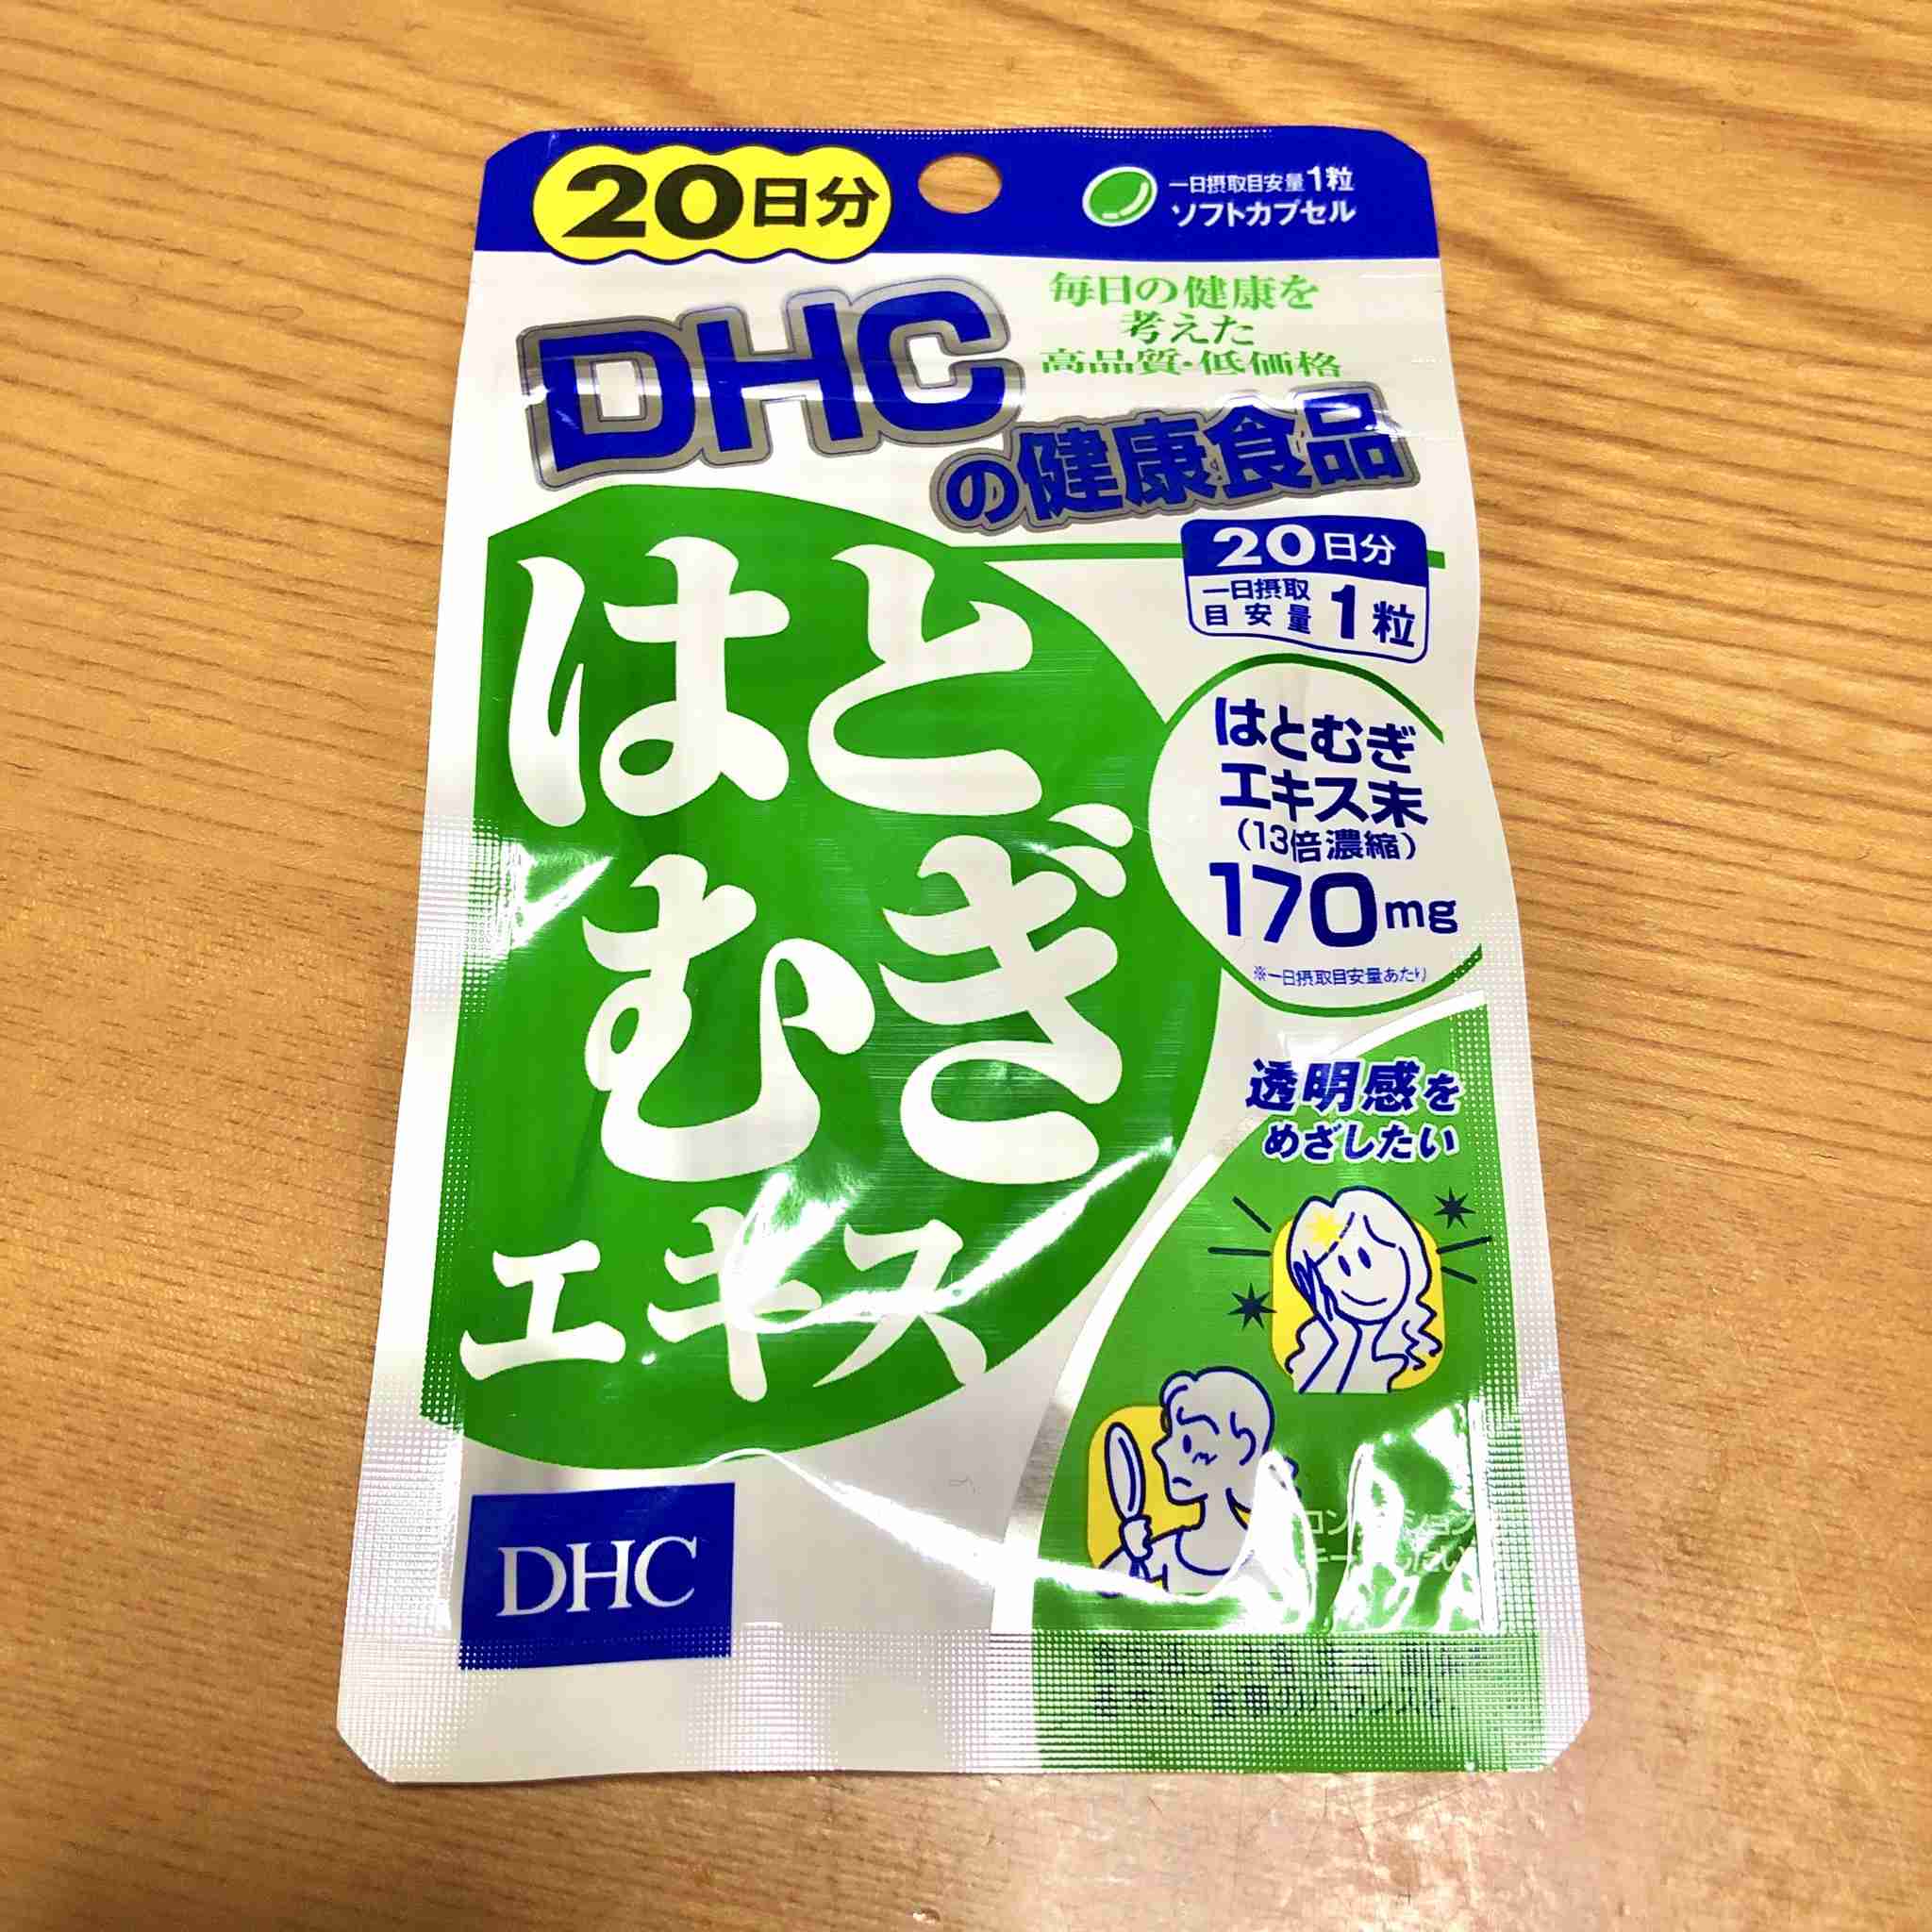 20日分
一日摂取目安量1粒
ソフトカプセル
毎日の健康を
考えた
高品質・低価格
DHC
の健康食品
20日分
一日摂取
目安量 1粒
はと
むぎ
エキス
はとむぎ
エキス末
(13倍濃縮)
170mg
※一日摂取目安量あたり
透明感を
めざしたい
DHC